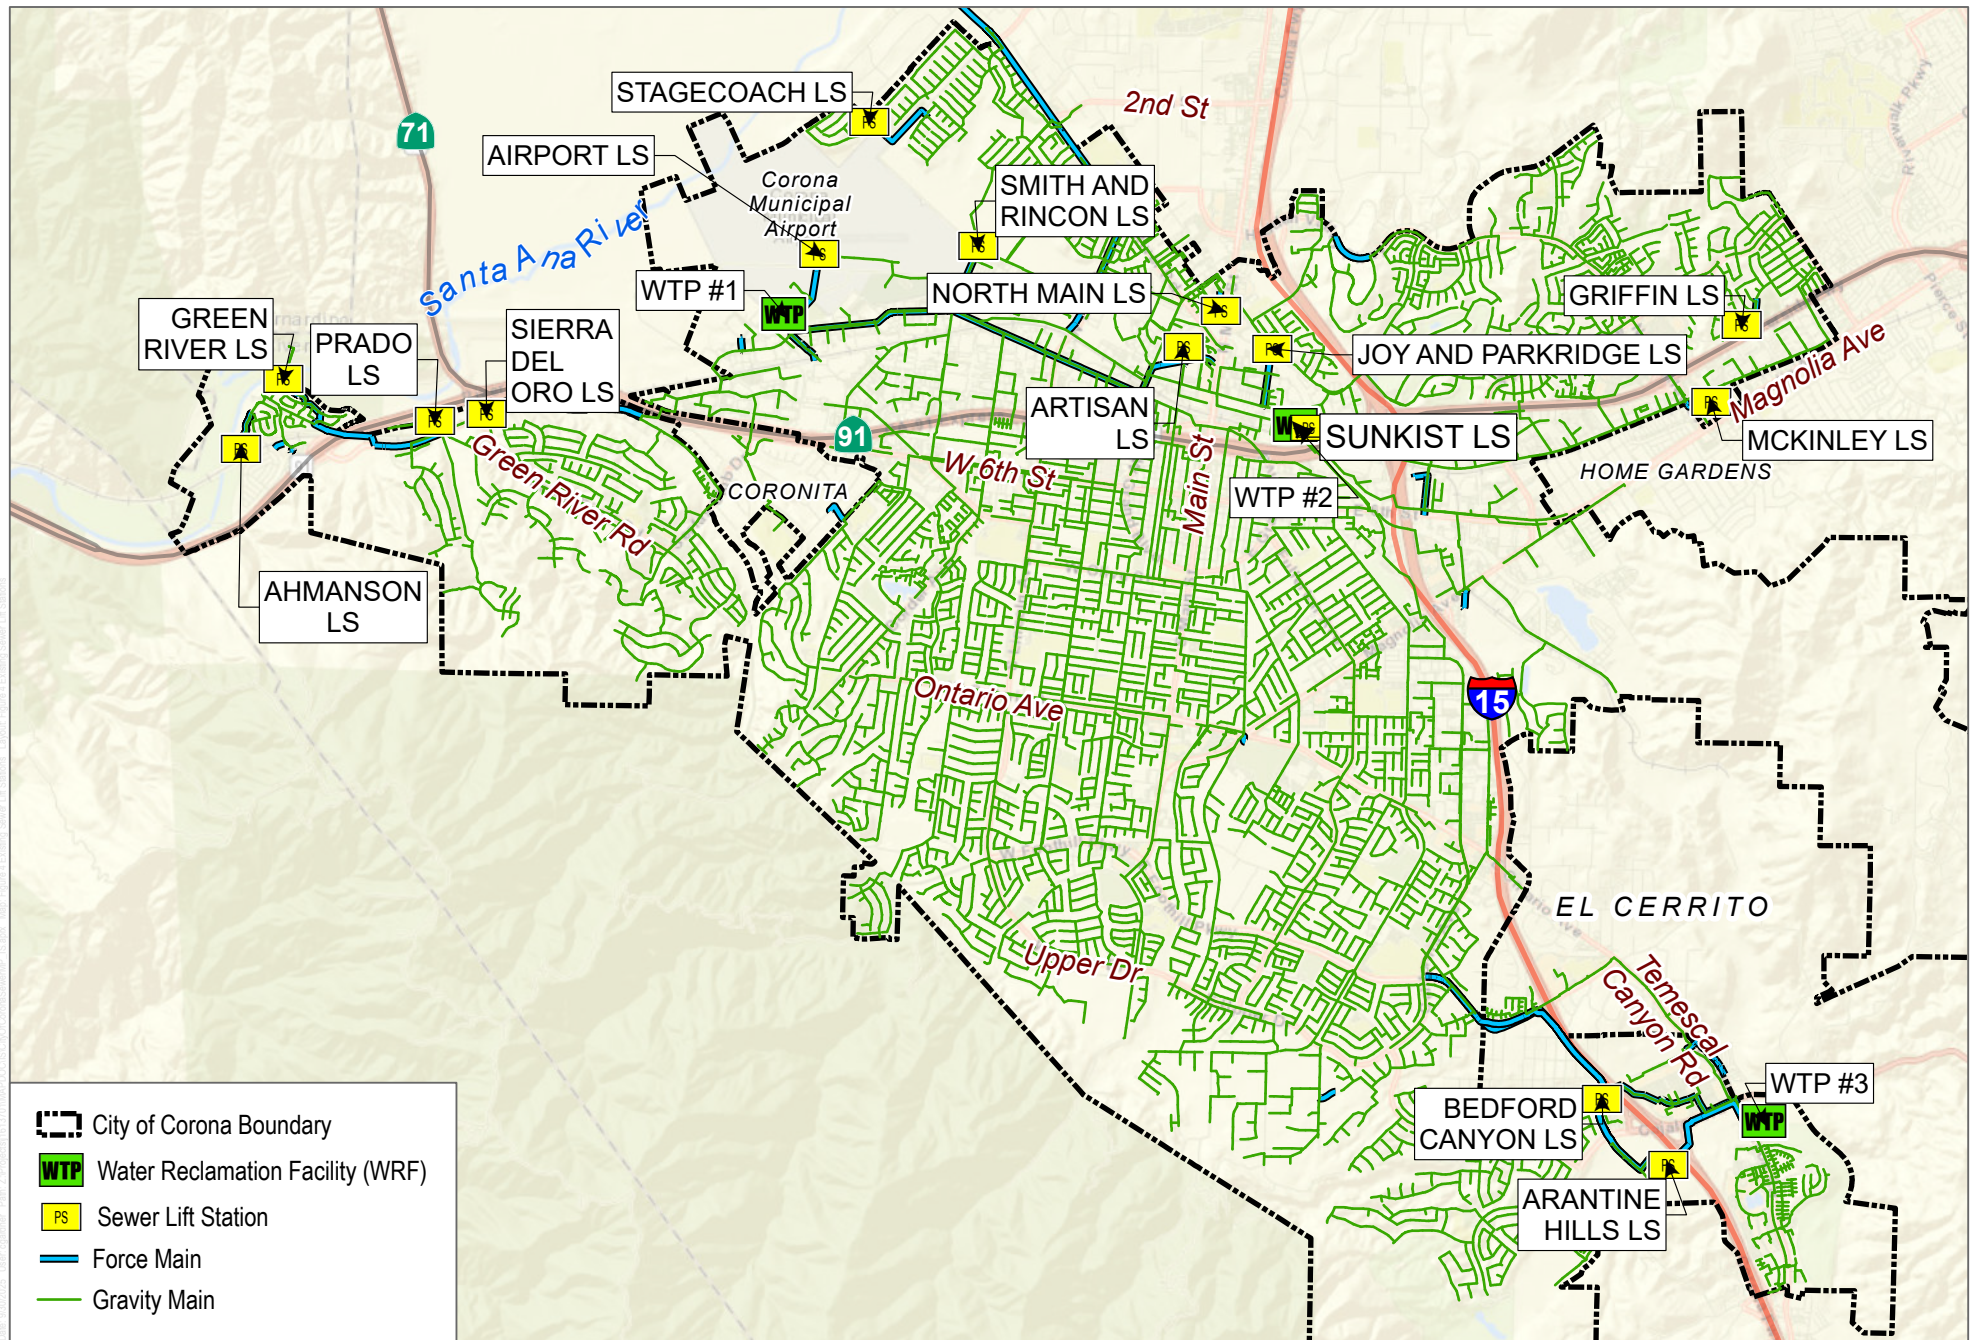 STAGECOACH LS
2nd St
71
AIRPORT LS
Corona
Municipal
Airport
SMITH AND
RINCON LS
Santa Ana River
WTP #1
WTP
NORTH MAIN LS
GRIFFIN LS
GREEN
RIVER LS
PRADO
LS
SIERRA
DEL
ORO LS
JOY AND PARKRIDGE LS
Magnolia Ave
ARTISAN
LS
91
SUNKIST LS
MCKINLEY LS
W 6th St
Main St
HOME GARDENS
Green River Rd
CORONITA
WTP #2
AHMANSON
LS
Ontario Ave
15
EL CERRITO
Upper Dr
Temescal
Canyon Rd
WTP #3
WTP
BEDFORD
CANYON LS
ARANTINE
HILLS LS
City of Corona Boundary
WTP Water Reclamation Facility (WRF)
PS Sewer Lift Station
Force Main
Gravity Main